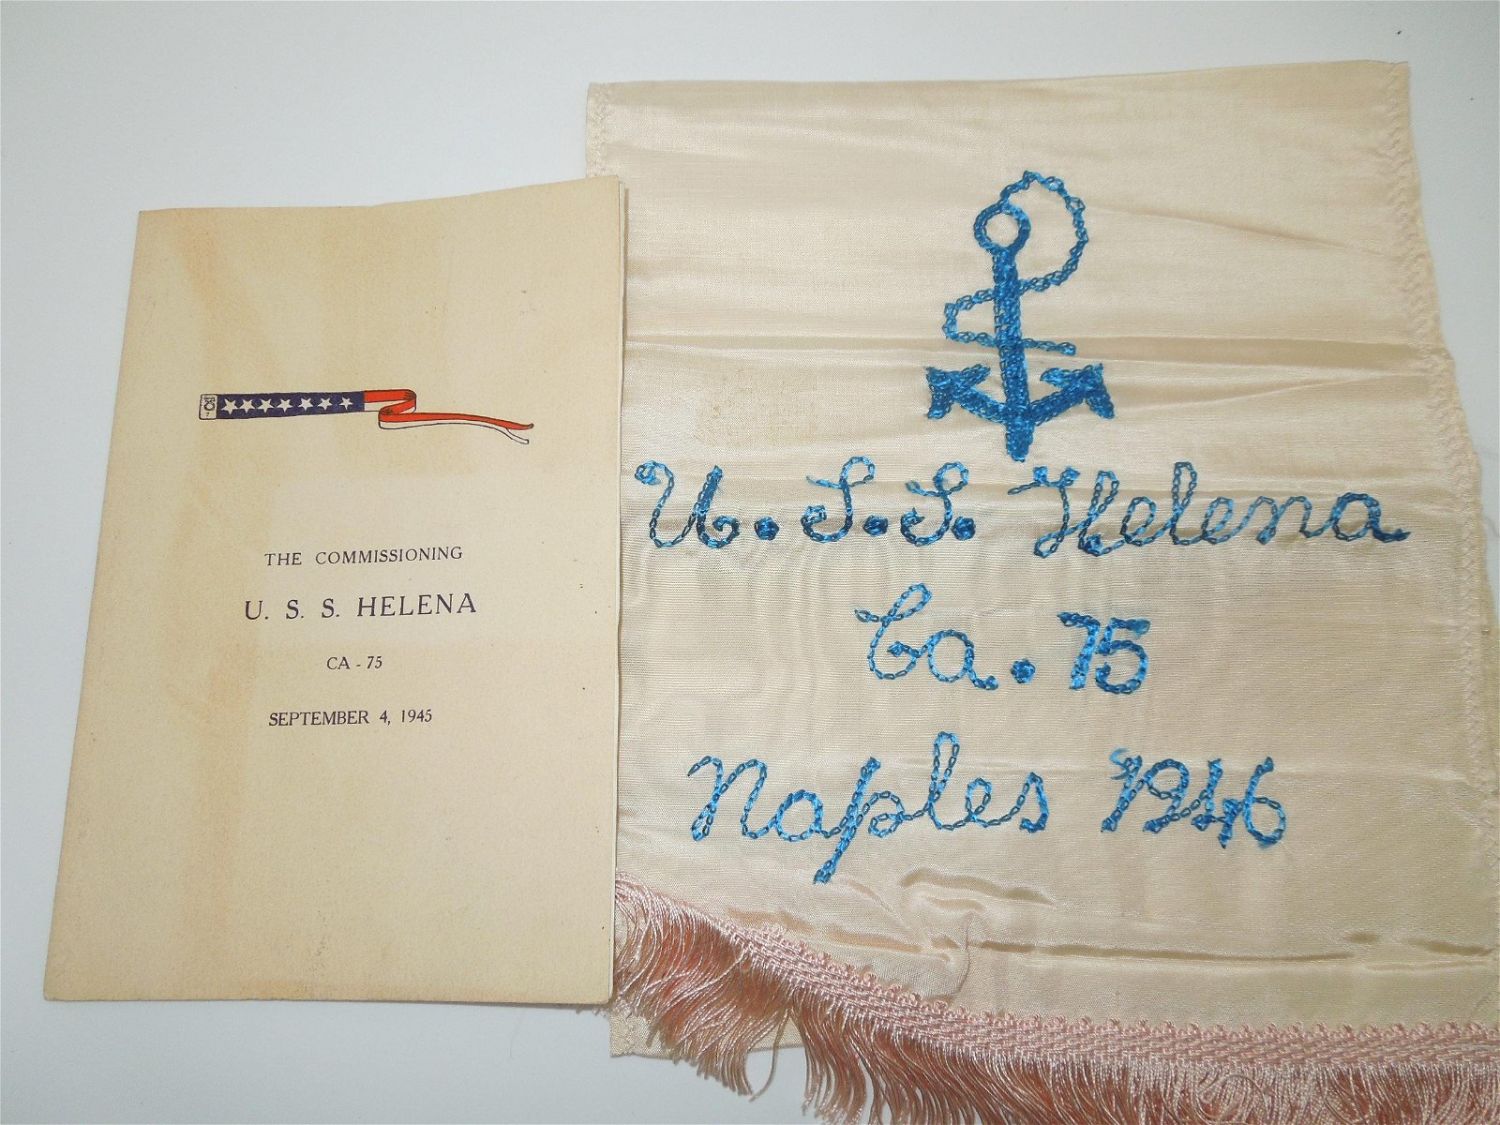 THE COMMISSIONING
U. S. S. HELENA
CA - 75
SEPTEMBER 4, 1945
U.S.S. Helena
Ca. 75
Naples 1946